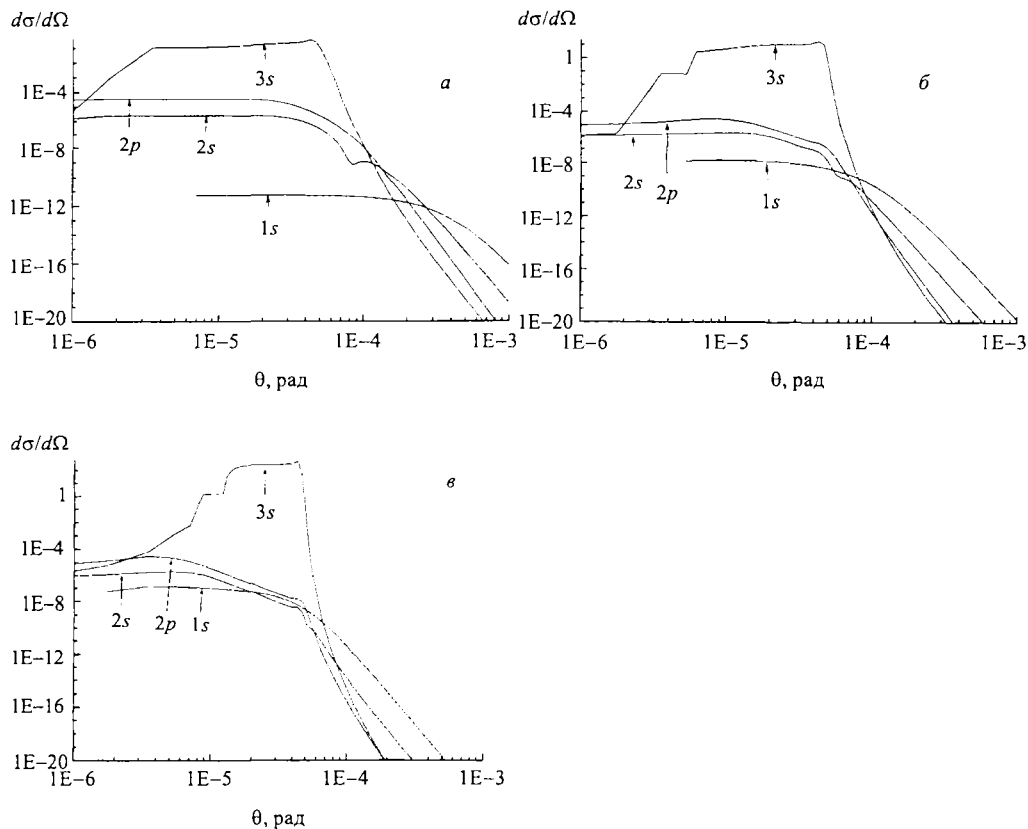 dσ/dΩ
1E–4
1E–8
1E–12
1E–16
1E–20
1E–6
1E–5
1E–4
1E–3
3s
2p
2s
1s
а
θ, рад
dσ/dΩ
1
1E–4
1E–8
1E–12
1E–16
1E–20
1E–6
1E–5
1E–4
1E–3
3s
2s
2p
1s
б
θ, рад
dσ/dΩ
1
1E–4
1E–8
1E–12
1E–16
1E–20
1E–6
1E–5
1E–4
1E–3
3s
2s
2p
1s
в
θ, рад